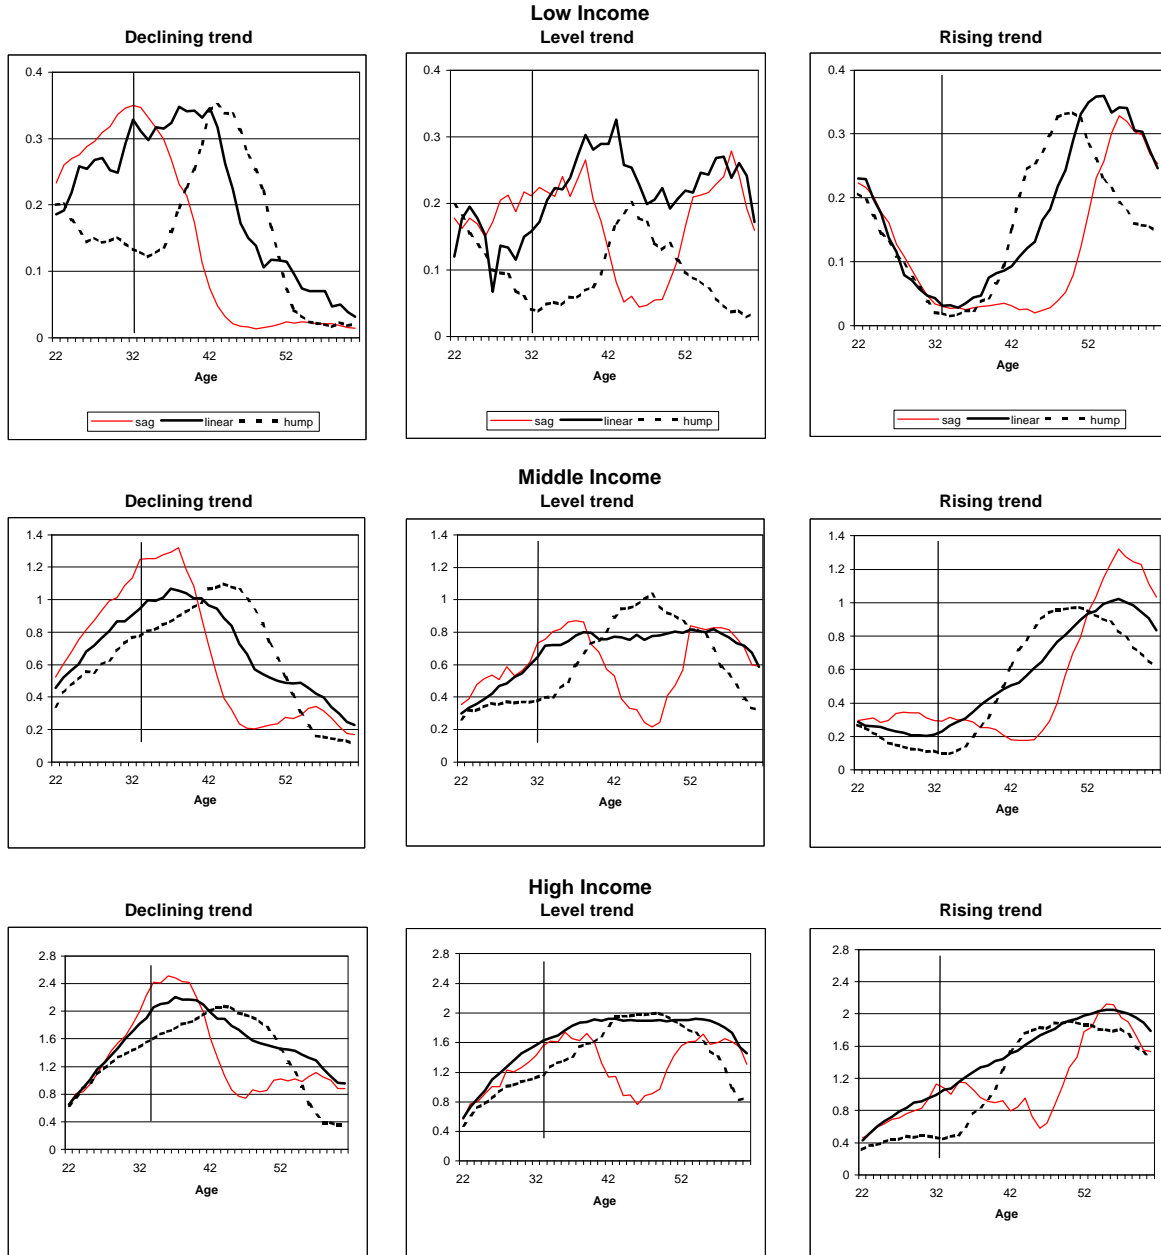 Low Income
Declining trend
Level trend
Rising trend
0.4
0.3
0.2
0.1
0
22 32 42 52
Age
sag linear hump
0.4
0.3
0.2
0.1
0
22 32 42 52
Age
sag linear hump
0.4
0.3
0.2
0.1
0
22 32 42 52
Age
sag linear hump
Middle Income
Declining trend
Level trend
Rising trend
1.4
1.2
1
0.8
0.6
0.4
0.2
0
22 32 42 52
Age
1.4
1.2
1
0.8
0.6
0.4
0.2
0
22 32 42 52
Age
1.4
1.2
1
0.8
0.6
0.4
0.2
0
22 32 42 52
Age
High Income
Declining trend
Level trend
Rising trend
2.8
2.4
2
1.6
1.2
0.8
0.4
0
22 32 42 52
Age
2.8
2.4
2
1.6
1.2
0.8
0.4
0
22 32 42 52
Age
2.8
2.4
2
1.6
1.2
0.8
0.4
0
22 32 42 52
Age